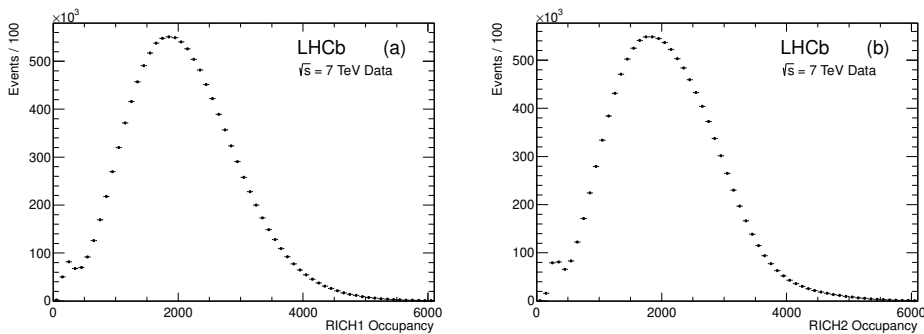 ×10³
Events / 100
500
400
300
200
100
0
0 2000 4000 6000
RICH1 Occupancy
LHCb (a)
√s = 7 TeV Data
×10³
Events / 100
500
400
300
200
100
0
0 2000 4000 600
RICH2 Occupancy
LHCb (b)
√s = 7 TeV Data